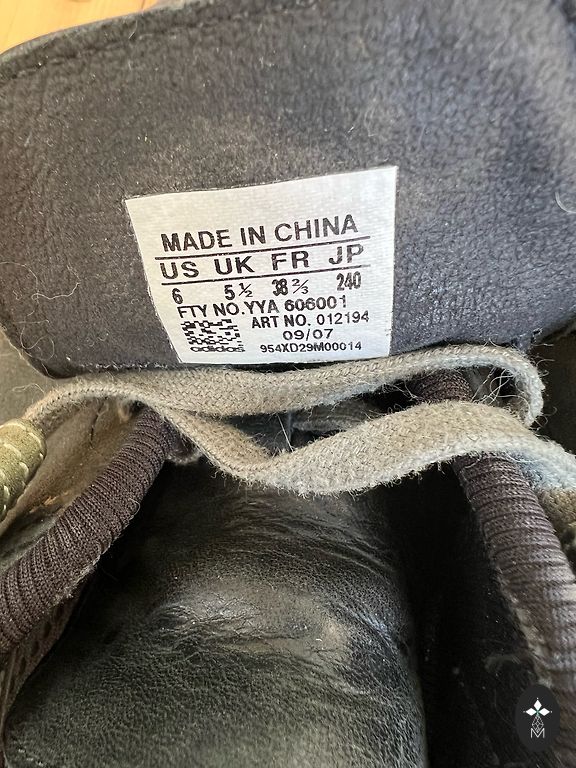 MADE IN CHINA
US UK FR JP
6 5½ 38⅔ 240
FTY NO.YYA 606001
ART NO. 012194
09/07
adidas 954XD29M00014
M